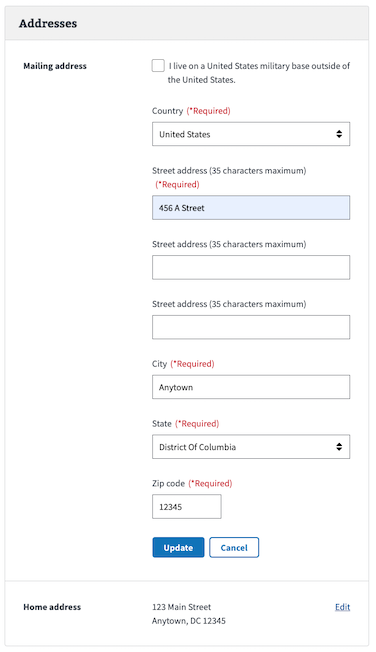 Addresses
Mailing address
I live on a United States military base outside of
the United States.
Country (*Required)
United States
Street address (35 characters maximum)
(*Required)
456 A Street
Street address (35 characters maximum)
Street address (35 characters maximum)
City (*Required)
Anytown
State (*Required)
District Of Columbia
Zip code (*Required)
12345
Update Cancel
Home address
123 Main Street
Anytown, DC 12345
Edit